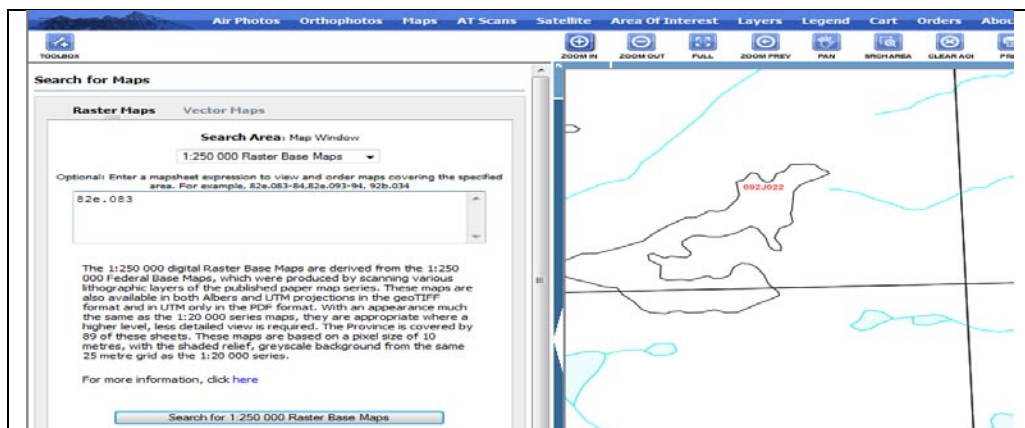 Air Photos Orthophotos Maps AT Scans Satellite Area Of Interest Layers Legend Cart Orders
TOOLBOX
ZOOM IN ZOOM OUT FULL ZOOM PREV PAN SRCH AREA CLEAR AOI
Search for Maps
Raster Maps Vector Maps
Search Area: Map Window
1:250 000 Raster Base Maps
Optional: Enter a mapsheet expression to view and order maps covering the specified
area. For example, 82e.083-84,82e.093-94, 92b.034
82e.083
092J022
The 1:250 000 digital Raster Base Maps are derived from the 1:250
000 Federal Base Maps, which were produced by scanning various
lithographic layers of the published paper map series. These maps are
also available in both Albers and UTM projections in the geoTIFF
format and in UTM only in the PDF format. With an appearance much
the same as the 1:20 000 series maps, they are appropriate where a
higher level, less detailed view is required. The Province is covered by
89 of these sheets. These maps are based on a pixel size of 10
metres, with the shaded relief, greyscale background from the same
25 metre grid as the 1:20 000 series.
For more information, click here
Search for 1:250 000 Raster Base Maps